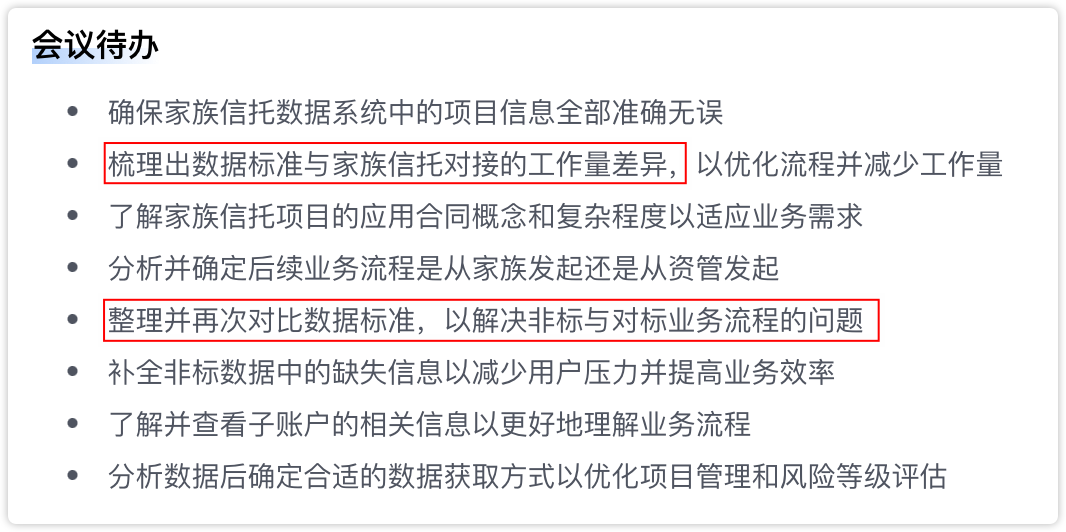 会议待办
• 确保家族信托数据系统中的项目信息全部准确无误
• 梳理出数据标准与家族信托对接的工作量差异，以优化流程并减少工作量
• 了解家族信托项目的应用合同概念和复杂程度以适应业务需求
• 分析并确定后续业务流程是从家族发起还是从资管发起
• 整理并再次对比数据标准，以解决非标与对标业务流程的问题
• 补全非标数据中的缺失信息以减少用户压力并提高业务效率
• 了解并查看子账户的相关信息以更好地理解业务流程
• 分析数据后确定合适的数据获取方式以优化项目管理和风险等级评估